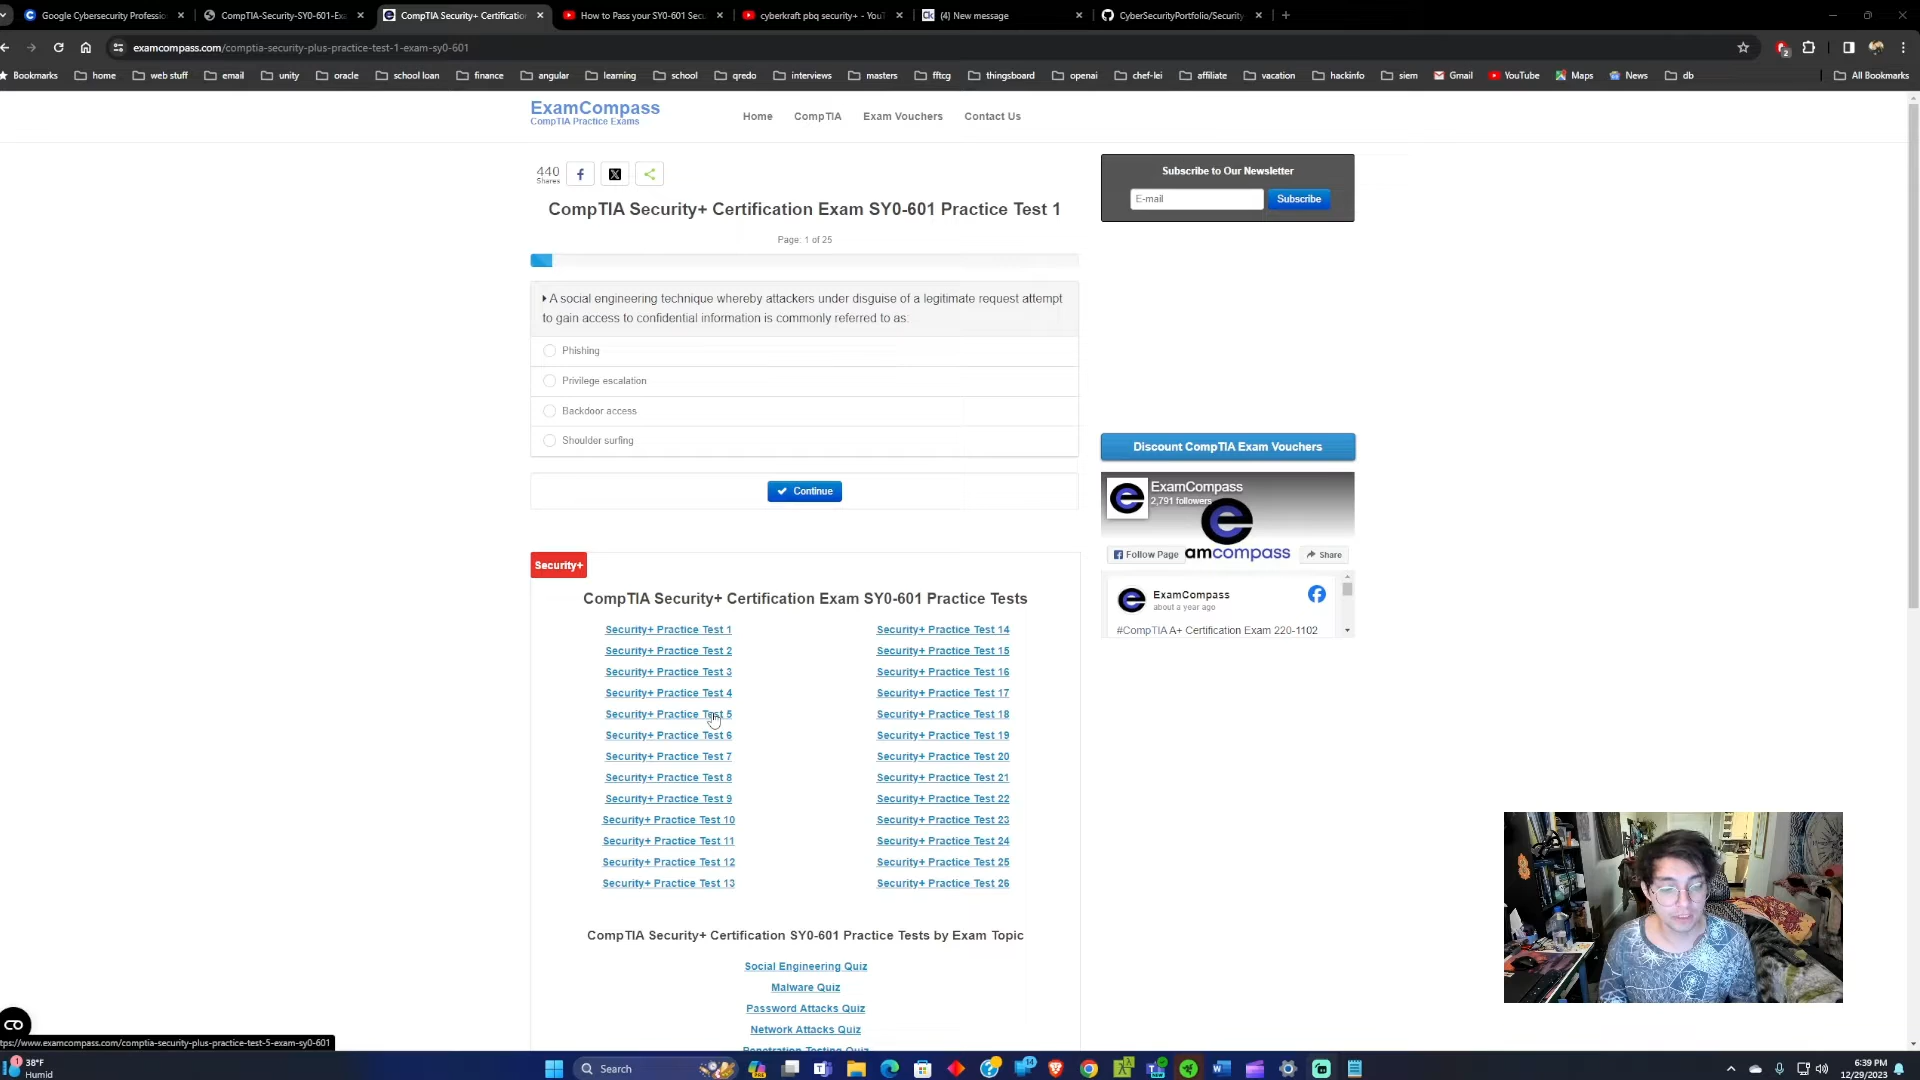 Google Cybersecurity Professio
CompTIA-Security-SY0-601-Exa
CompTIA Security+ Certificatio
How to Pass your SY0-601 Secu
cyberkraft pbq security+ - YouT
(4) New message
CyberSecurityPortfolio/Security
examcompass.com/comptia-security-plus-practice-test-1-exam-sy0-601
Bookmarks home web stuff email unity oracle school loan finance angular learning school qredo interviews masters fftcg thingsboard openai chef-lei affiliate vacation hackinfo siem Gmail YouTube Maps News db All Bookmarks
ExamCompass
CompTIA Practice Exams
Home CompTIA Exam Vouchers Contact Us
440
Shares
Subscribe to Our Newsletter
E-mail
Subscribe
CompTIA Security+ Certification Exam SY0-601 Practice Test 1
Page: 1 of 25
A social engineering technique whereby attackers under disguise of a legitimate request attempt
to gain access to confidential information is commonly referred to as:
Phishing
Privilege escalation
Backdoor access
Shoulder surfing
Continue
Discount CompTIA Exam Vouchers
ExamCompass
2,791 followers
Follow Page
amcompass
Share
ExamCompass
about a year ago
#CompTIA A+ Certification Exam 220-1102
Security+
CompTIA Security+ Certification Exam SY0-601 Practice Tests
Security+ Practice Test 1
Security+ Practice Test 2
Security+ Practice Test 3
Security+ Practice Test 4
Security+ Practice Test 5
Security+ Practice Test 6
Security+ Practice Test 7
Security+ Practice Test 8
Security+ Practice Test 9
Security+ Practice Test 10
Security+ Practice Test 11
Security+ Practice Test 12
Security+ Practice Test 13
Security+ Practice Test 14
Security+ Practice Test 15
Security+ Practice Test 16
Security+ Practice Test 17
Security+ Practice Test 18
Security+ Practice Test 19
Security+ Practice Test 20
Security+ Practice Test 21
Security+ Practice Test 22
Security+ Practice Test 23
Security+ Practice Test 24
Security+ Practice Test 25
Security+ Practice Test 26
CompTIA Security+ Certification SY0-601 Practice Tests by Exam Topic
Social Engineering Quiz
Malware Quiz
Password Attacks Quiz
Network Attacks Quiz
Penetration Testing Quiz
ttps://www.examcompass.com/comptia-security-plus-practice-test-5-exam-sy0-601
1
38°F
Humid
Search
14
6:39 PM
12/29/2023